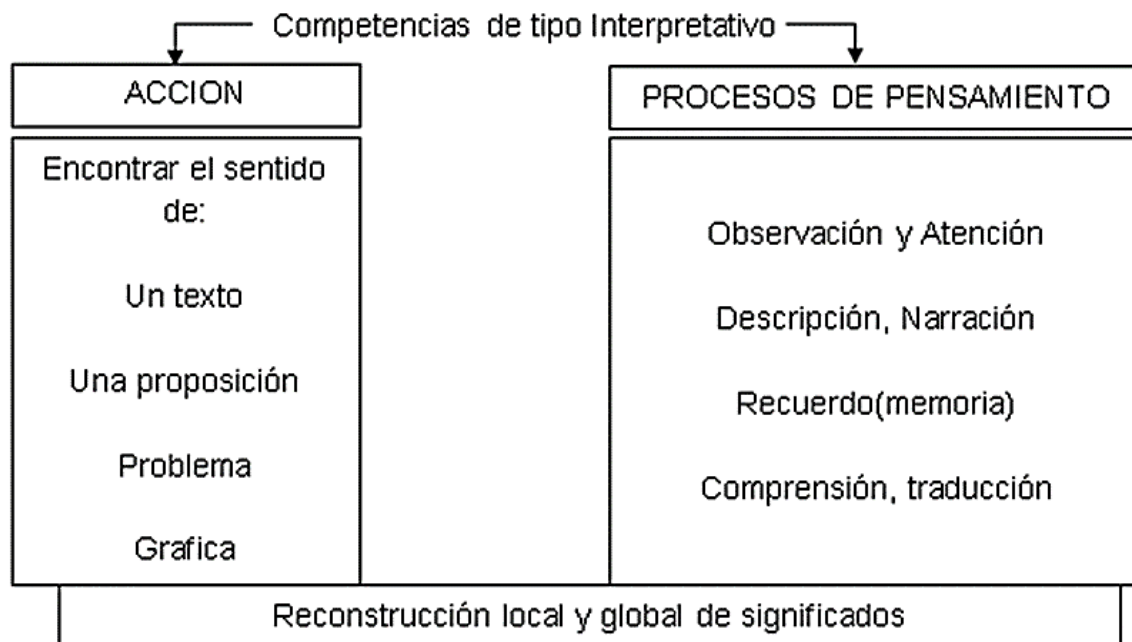 Competencias de tipo Interpretativo
ACCION
Encontrar el sentido
de:
Un texto
Una proposición
Problema
Grafica
PROCESOS DE PENSAMIENTO
Observación y Atención
Descripción, Narración
Recuerdo(memoria)
Comprensión, traducción
Reconstrucción local y global de significados